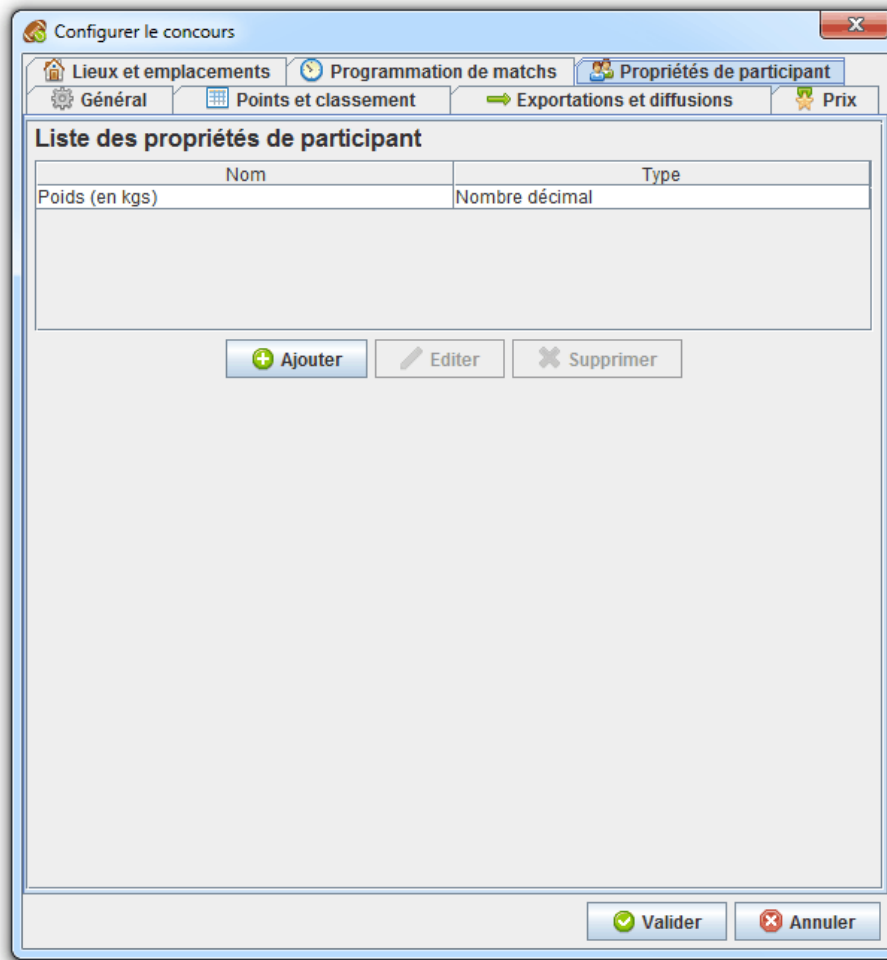 Configurer le concours
Lieux et emplacements Programmation de matchs Propriétés de participant
Général Points et classement Exportations et diffusions Prix
Liste des propriétés de participant
Nom Type
Poids (en kgs) Nombre décimal
Ajouter Editer Supprimer
Valider Annuler